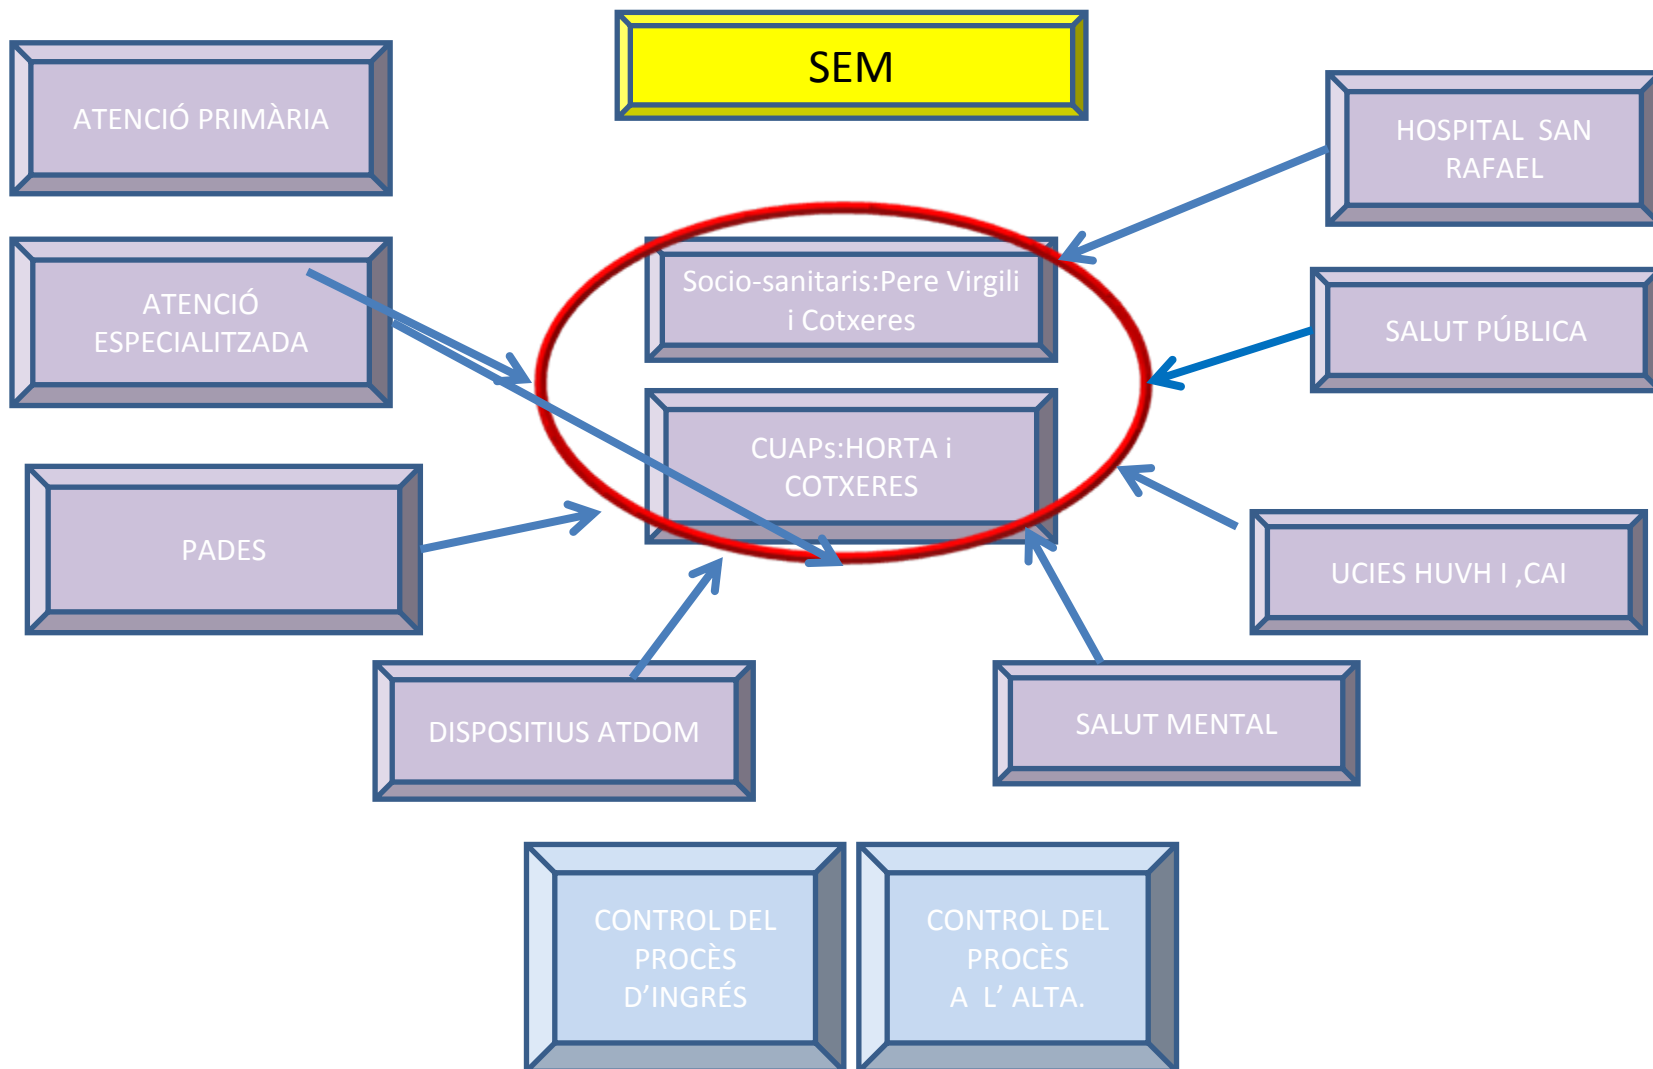 SEM
ATENCIÓ PRIMÀRIA
HOSPITAL SAN
RAFAEL
Socio-sanitaris:Pere Virgili
i Cotxeres
ATENCIÓ
ESPECIALITZADA
SALUT PÚBLICA
CUAPs:HORTA i
COTXERES
PADES
UCIES HUVH I ,CAI
DISPOSITIUS ATDOM
SALUT MENTAL
CONTROL DEL
PROCÈS
D'INGRÉS
CONTROL DEL
PROCÈS
A L' ALTA.